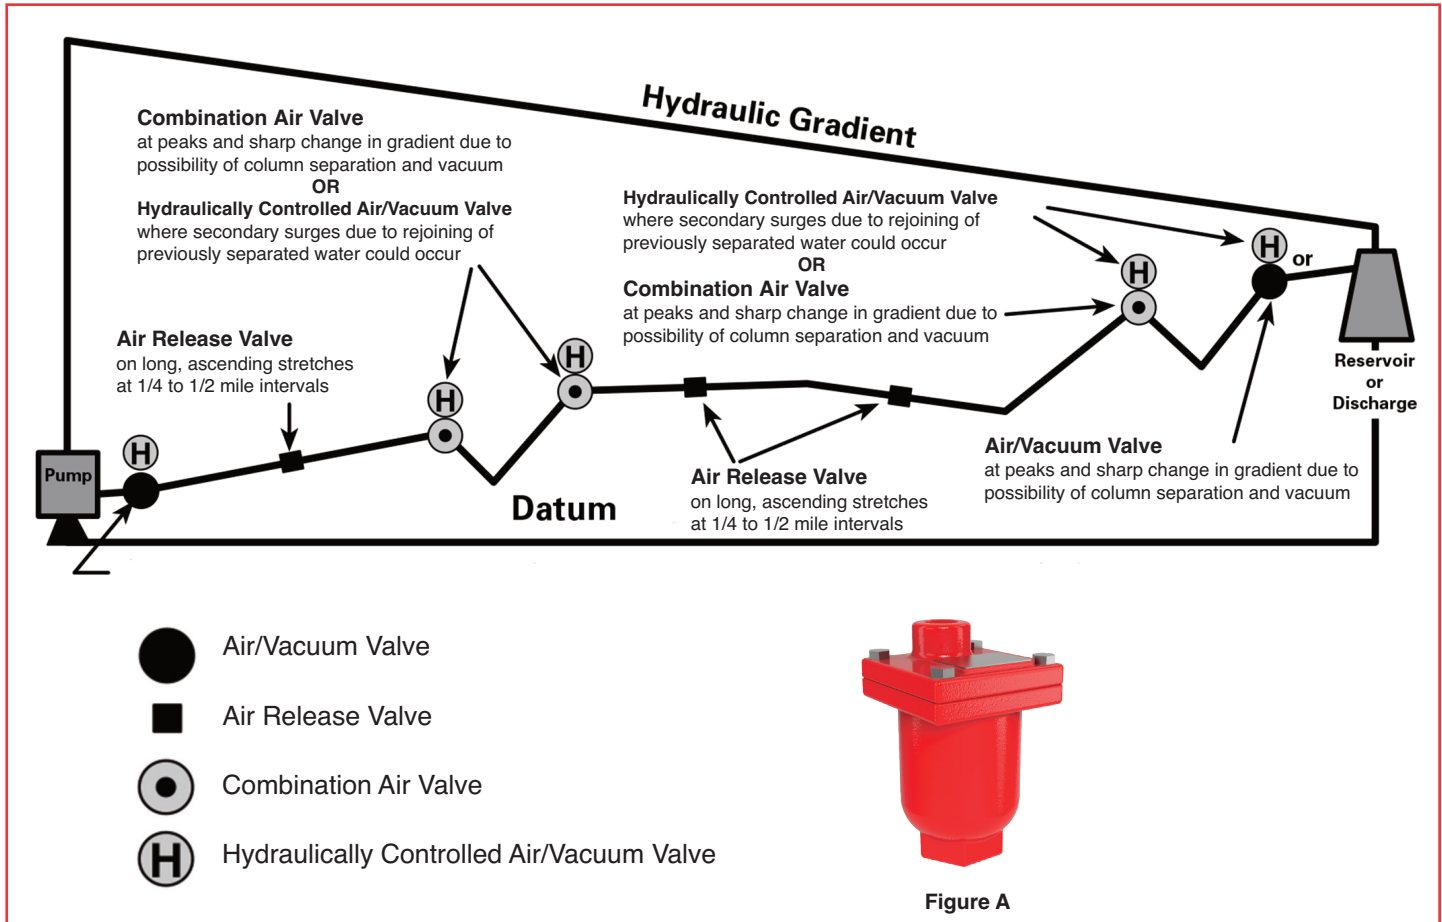 Hydraulic Gradient
Combination Air Valve
at peaks and sharp change in gradient due to
possibility of column separation and vacuum
OR
Hydraulically Controlled Air/Vacuum Valve
where secondary surges due to rejoining of
previously separated water could occur
Hydraulically Controlled Air/Vacuum Valve
where secondary surges due to rejoining of
previously separated water could occur
OR
Combination Air Valve
at peaks and sharp change in gradient due to
possibility of column separation and vacuum
H or
H
Reservoir
or
Discharge
Air Release Valve
on long, ascending stretches
at 1/4 to 1/2 mile intervals
H
H
H
Pump
Air Release Valve
on long, ascending stretches
at 1/4 to 1/2 mile intervals
Air/Vacuum Valve
at peaks and sharp change in gradient due to
possibility of column separation and vacuum
Datum
Air/Vacuum Valve
Air Release Valve
Combination Air Valve
H Hydraulically Controlled Air/Vacuum Valve
Figure A